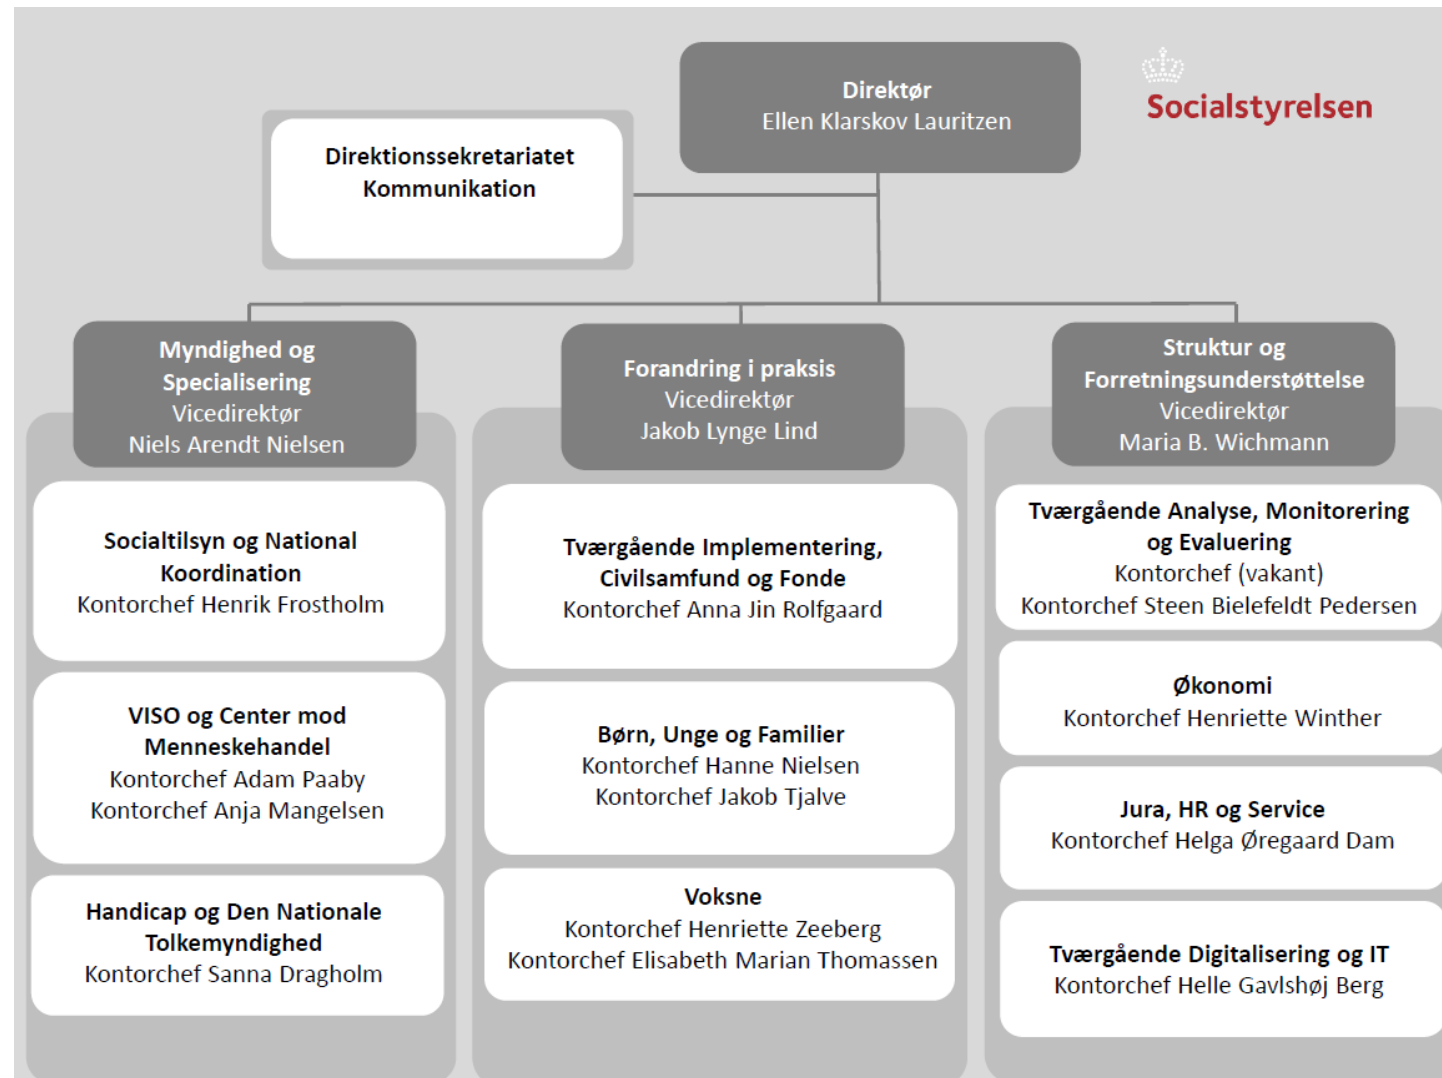 Direktør
Ellen Klarskov Lauritzen
Socialstyrelsen
Direktionssekretariatet
Kommunikation
Myndighed og
Specialisering
Vicedirektør
Niels Arendt Nielsen
Socialtilsyn og National
Koordination
Kontorchef Henrik Frostholm
VISO og Center mod
Menneskehandel
Kontorchef Adam Paaby
Kontorchef Anja Mangelsen
Handicap og Den Nationale
Tolkemyndighed
Kontorchef Sanna Dragholm
Forandring i praksis
Vicedirektør
Jakob Lynge Lind
Tværgående Implementering,
Civilsamfund og Fonde
Kontorchef Anna Jin Rolfgaard
Børn, Unge og Familier
Kontorchef Hanne Nielsen
Kontorchef Jakob Tjalve
Voksne
Kontorchef Henriette Zeeberg
Kontorchef Elisabeth Marian Thomassen
Struktur og
Forretningsunderstøttelse
Vicedirektør
Maria B. Wichmann
Tværgående Analyse, Monitorering
og Evaluering
Kontorchef (vakant)
Kontorchef Steen Bielefeldt Pedersen
Økonomi
Kontorchef Henriette Winther
Jura, HR og Service
Kontorchef Helga Øregaard Dam
Tværgående Digitalisering og IT
Kontorchef Helle Gavlshøj Berg